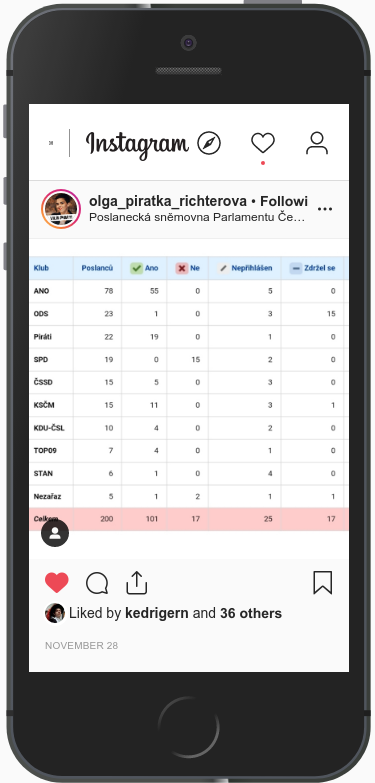 Instagram
olga_piratka_richterova • Followi
Poslanecká sněmovna Parlamentu Če…
Klub Poslanců Ano Ne Nepřihlášen Zdržel se
ANO 78 55 0 5 0
ODS 23 1 0 3 15
Piráti 22 19 0 1 0
SPD 19 0 15 2 0
ČSSD 15 5 0 3 0
KSČM 15 11 0 3 1
KDU-ČSL 10 4 0 2 0
TOP09 7 4 0 1 0
STAN 6 1 0 4 0
Nezařaz 5 1 2 1 1
Celkem 200 101 17 25 17
Liked by kedrigern and 36 others
NOVEMBER 28